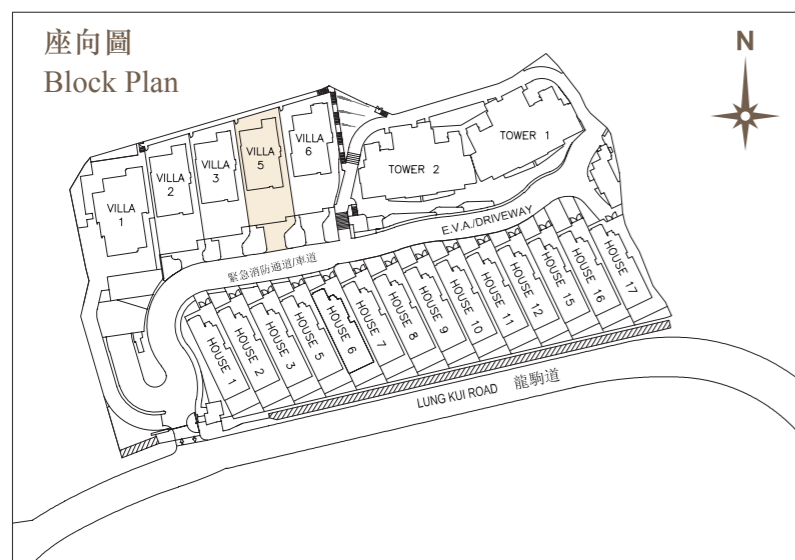 座向圖
Block Plan
N
VILLA
1
VILLA
2
VILLA
3
VILLA
5
VILLA
6
TOWER 2
TOWER 1
E.V.A./DRIVEWAY
緊急消防通道/車道
HOUSE 1
HOUSE 2
HOUSE 3
HOUSE 5
HOUSE 6
HOUSE 7
HOUSE 8
HOUSE 9
HOUSE 10
HOUSE 11
HOUSE 12
HOUSE 15
HOUSE 16
HOUSE 17
LUNG KUI ROAD 龍駒道